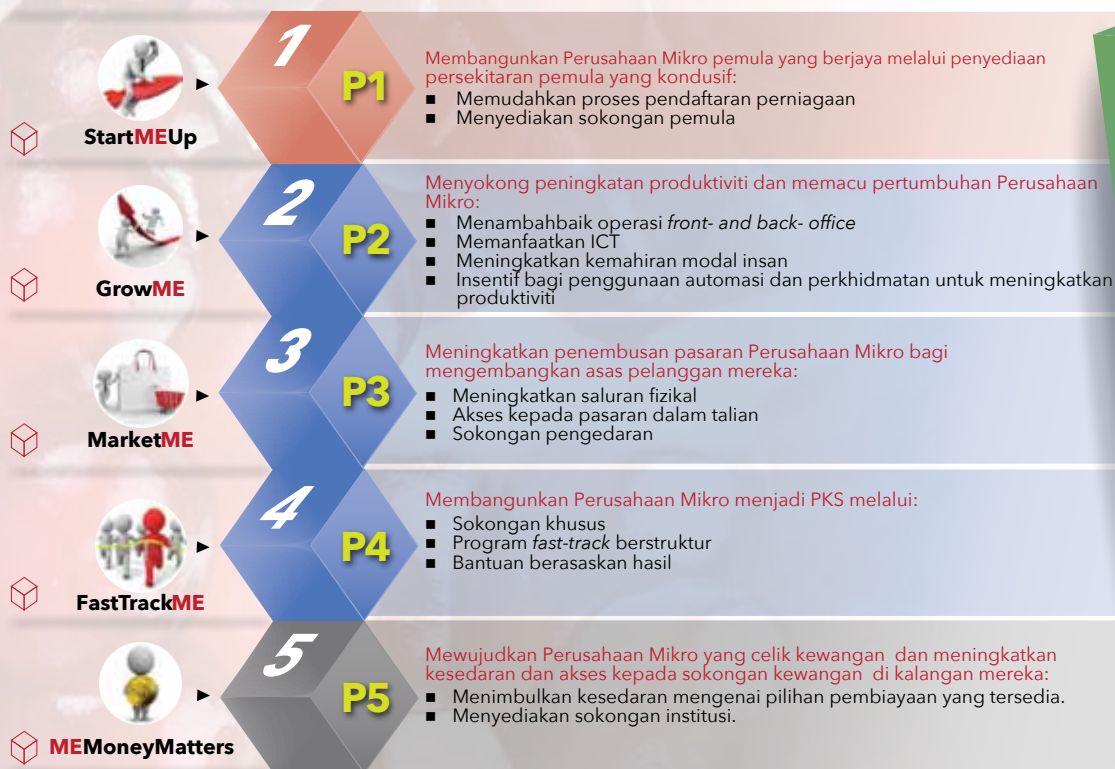 1
P1
StartMEUp
Membangunkan Perusahaan Mikro pemula yang berjaya melalui penyediaan
persekitaran pemula yang kondusif:
■ Memudahkan proses pendaftaran perniagaan
■ Menyediakan sokongan pemula
2
P2
GrowME
Menyokong peningkatan produktiviti dan memacu pertumbuhan Perusahaan
Mikro:
■ Menambahbaik operasi front- and back- office
■ Memanfaatkan ICT
■ Meningkatkan kemahiran modal insan
■ Insentif bagi penggunaan automasi dan perkhidmatan untuk meningkatkan
produktiviti
3
P3
MarketME
Meningkatkan penembusan pasaran Perusahaan Mikro bagi
mengembangkan asas pelanggan mereka:
■ Meningkatkan saluran fizikal
■ Akses kepada pasaran dalam talian
■ Sokongan pengedaran
4
P4
FastTrackME
Membangunkan Perusahaan Mikro menjadi PKS melalui:
■ Sokongan khusus
■ Program fast-track berstruktur
■ Bantuan berasaskan hasil
5
P5
MEMoneyMatters
Mewujudkan Perusahaan Mikro yang celik kewangan dan meningkatkan
kesedaran dan akses kepada sokongan kewangan di kalangan mereka:
■ Menimbulkan kesedaran mengenai pilihan pembiayaan yang tersedia.
■ Menyediakan sokongan institusi.